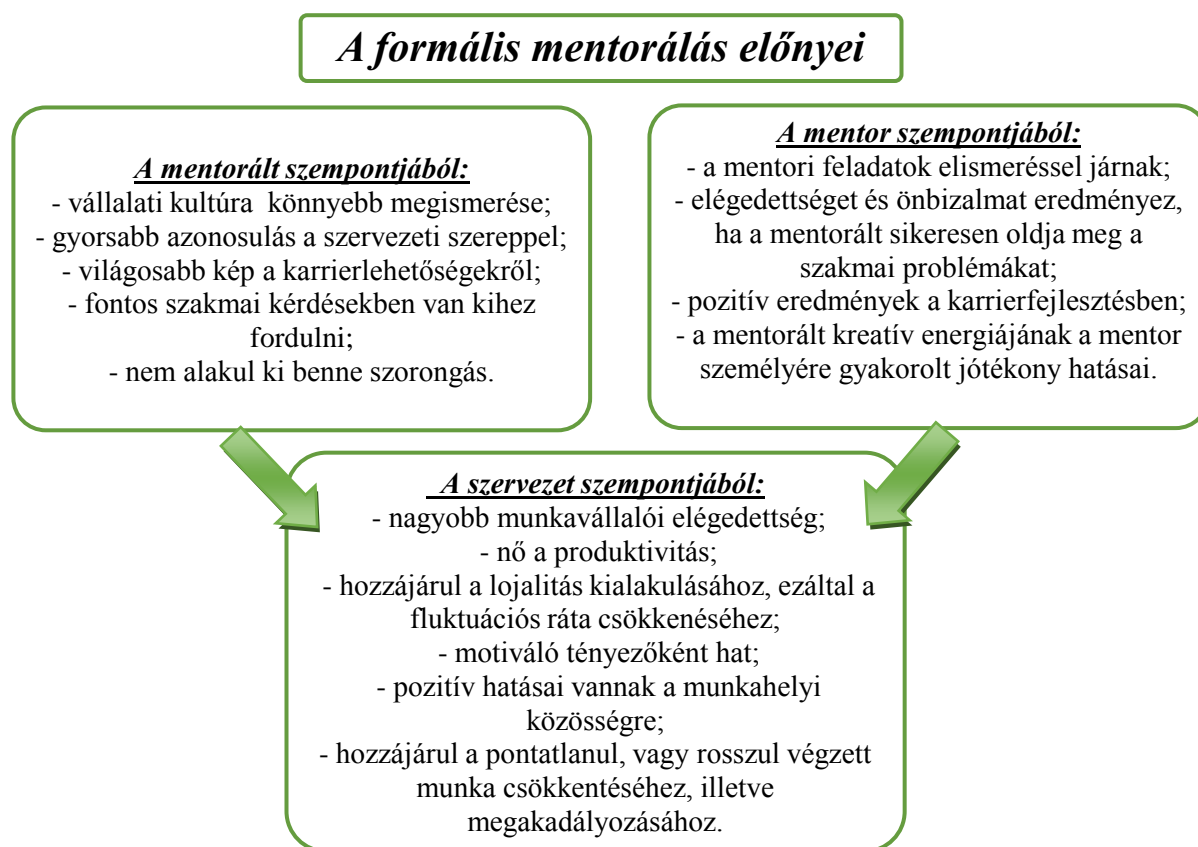 A formális mentorálás előnyei
A mentorált szempontjából:
- vállalati kultúra könnyebb megismerése;
- gyorsabb azonosulás a szervezeti szereppel;
- világosabb kép a karrierlehetőségekről;
- fontos szakmai kérdésekben van kihez
fordulni;
- nem alakul ki benne szorongás.
A mentor szempontjából:
- a mentori feladatok elismeréssel járnak;
- elégedettséget és önbizalmat eredményez,
ha a mentorált sikeresen oldja meg a
szakmai problémákat;
- pozitív eredmények a karrierfejlesztésben;
- a mentorált kreatív energiájának a mentor
személyére gyakorolt jótékony hatásai.
A szervezet szempontjából:
- nagyobb munkavállalói elégedettség;
- nő a produktivitás;
- hozzájárul a lojalitás kialakulásához, ezáltal a
fluktuációs ráta csökkenéséhez;
- motiváló tényezőként hat;
- pozitív hatásai vannak a munkahelyi
közösségre;
- hozzájárul a pontatlanul, vagy rosszul végzett
munka csökkentéséhez, illetve
megakadályozásához.